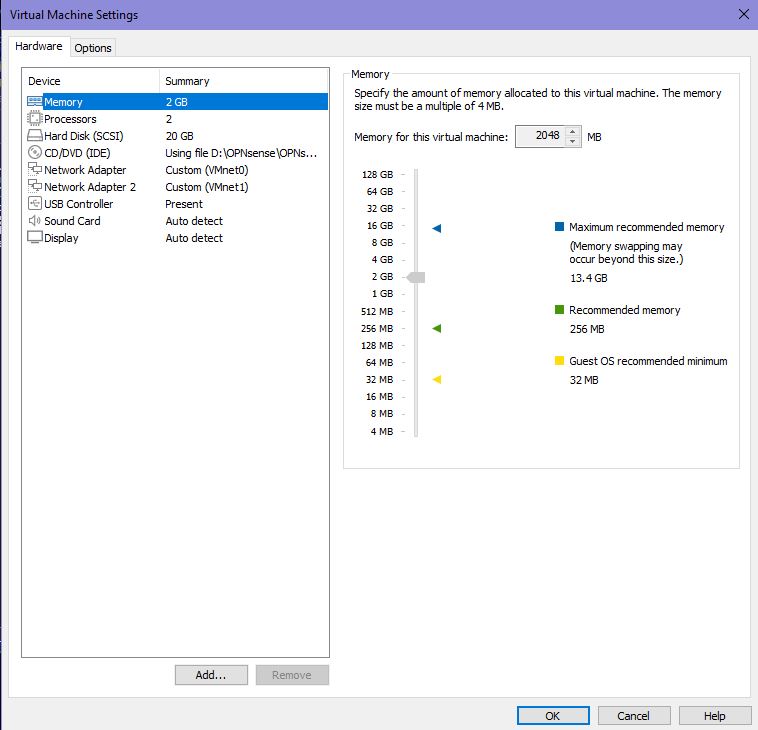 Virtual Machine Settings
Hardware
Options
Device Summary
Memory 2 GB
Processors 2
Hard Disk (SCSI) 20 GB
CD/DVD (IDE) Using file D:\OPNsense\OPNs...
Network Adapter Custom (VMnet0)
Network Adapter 2 Custom (VMnet1)
USB Controller Present
Sound Card Auto detect
Display Auto detect
Add...
Remove
Memory
Specify the amount of memory allocated to this virtual machine. The memory
size must be a multiple of 4 MB.
Memory for this virtual machine: 2048 MB
128 GB
64 GB
32 GB
16 GB
8 GB
4 GB
2 GB
1 GB
512 MB
256 MB
128 MB
64 MB
32 MB
16 MB
8 MB
4 MB
Maximum recommended memory
(Memory swapping may
occur beyond this size.)
13.4 GB
Recommended memory
256 MB
Guest OS recommended minimum
32 MB
OK
Cancel
Help